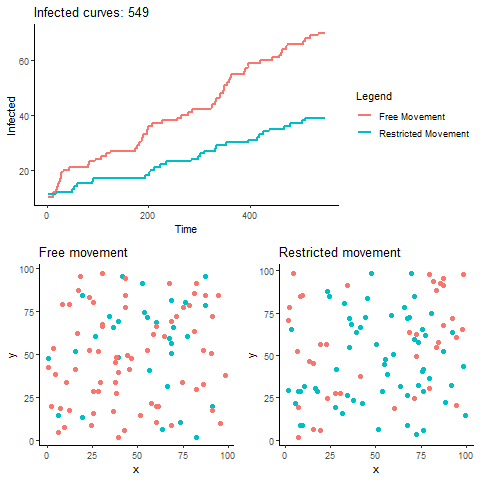 Infected curves: 549
Infected
60
40
20
0
200
400
Time
Legend
Free Movement
Restricted Movement
Free movement
y
100
75
50
25
0
0
25
50
75
100
x
Restricted movement
y
100
75
50
25
0
0
25
50
75
100
x